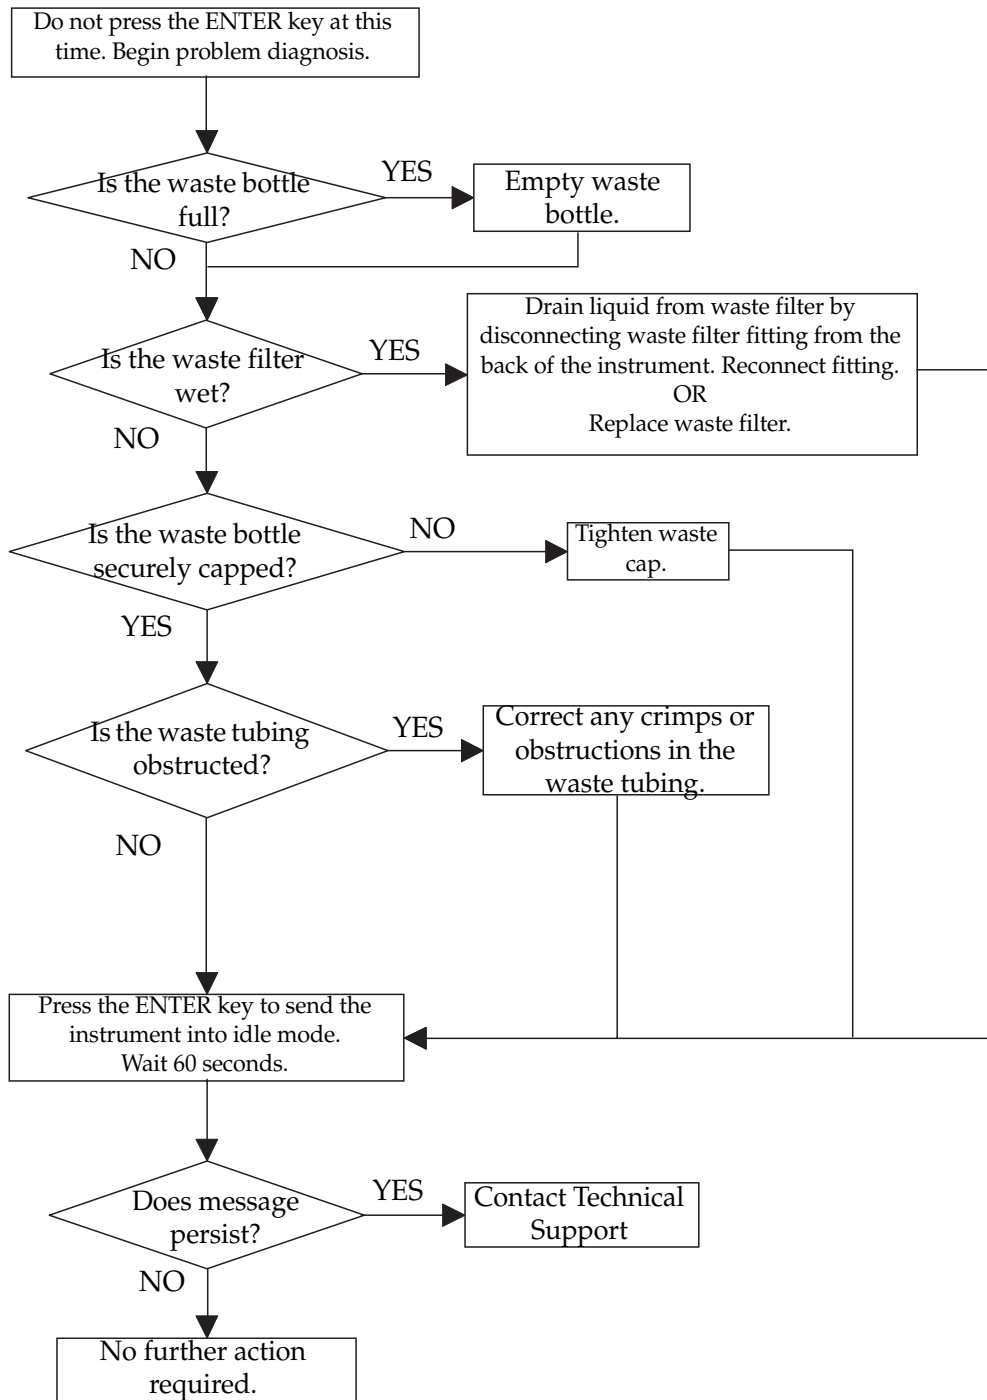 Do not press the ENTER key at this
time. Begin problem diagnosis.
Is the waste bottle
full?
YES
Empty waste
bottle.
NO
Is the waste filter
wet?
YES
Drain liquid from waste filter by
disconnecting waste filter fitting from the
back of the instrument. Reconnect fitting.
OR
Replace waste filter.
NO
Is the waste bottle
securely capped?
NO
Tighten waste
cap.
YES
Is the waste tubing
obstructed?
YES
Correct any crimps or
obstructions in the
waste tubing.
NO
Press the ENTER key to send the
instrument into idle mode.
Wait 60 seconds.
Does message
persist?
YES
Contact Technical
Support
NO
No further action
required.